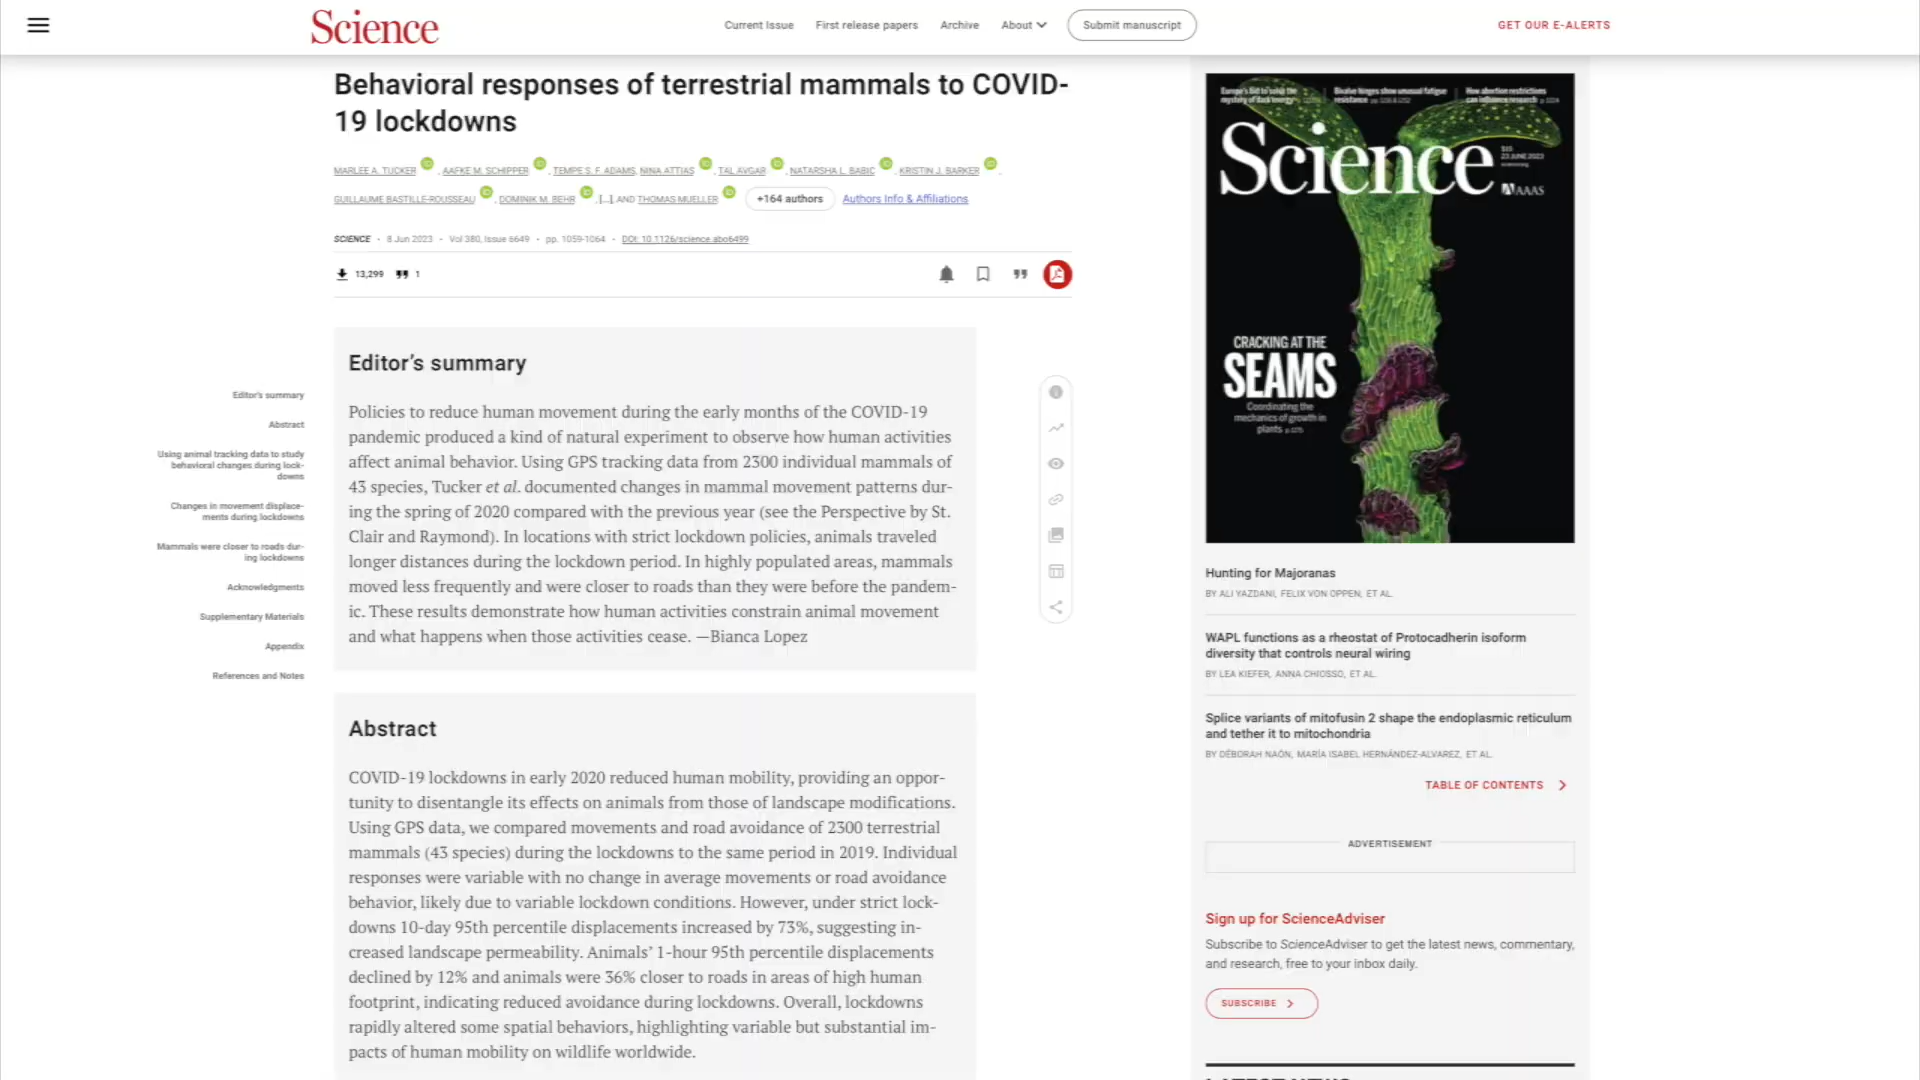 Science
Current Issue
First release papers
Archive
About
Submit manuscript
GET OUR E-ALERTS
Behavioral responses of terrestrial mammals to COVID-
19 lockdowns
MARLEE A. TUCKER, AAFKE M. SCHIPPER, TEMPE S. F. ADAMS, NINA ATTIAS, TAL AVGAR, NATARSHA L. BABIC, KRISTIN J. BARKER,
GUILLAUME BASTILLE-ROUSSEAU, DOMINIK M. BEHR, [...], AND THOMAS MUELLER +164 authors Authors Info & Affiliations
SCIENCE • 8 Jun 2023 • Vol 380, Issue 6649 • pp. 1059-1064 • DOI: 10.1126/science.abo6499
13,299 1
Editor's summary
Abstract
Using animal tracking data to study
behavioral changes during lock-
downs
Changes in movement displace-
ments during lockdowns
Mammals were closer to roads dur-
ing lockdowns
Acknowledgments
Supplementary Materials
Appendix
References and Notes
Editor’s summary
Policies to reduce human movement during the early months of the COVID-19
pandemic produced a kind of natural experiment to observe how human activities
affect animal behavior. Using GPS tracking data from 2300 individual mammals of
43 species, Tucker et al. documented changes in mammal movement patterns dur-
ing the spring of 2020 compared with the previous year (see the Perspective by St.
Clair and Raymond). In locations with strict lockdown policies, animals traveled
longer distances during the lockdown period. In highly populated areas, mammals
moved less frequently and were closer to roads than they were before the pandem-
ic. These results demonstrate how human activities constrain animal movement
and what happens when those activities cease. —Bianca Lopez
Abstract
COVID-19 lockdowns in early 2020 reduced human mobility, providing an oppor-
tunity to disentangle its effects on animals from those of landscape modifications.
Using GPS data, we compared movements and road avoidance of 2300 terrestrial
mammals (43 species) during the lockdowns to the same period in 2019. Individual
responses were variable with no change in average movements or road avoidance
behavior, likely due to variable lockdown conditions. However, under strict lock-
downs 10-day 95th percentile displacements increased by 73%, suggesting in-
creased landscape permeability. Animals’ 1-hour 95th percentile displacements
declined by 12% and animals were 36% closer to roads in areas of high human
footprint, indicating reduced avoidance during lockdowns. Overall, lockdowns
rapidly altered some spatial behaviors, highlighting variable but substantial im-
pacts of human mobility on wildlife worldwide.
Europe's bid to solve the
mystery of dark energy
Bivalve hinges show unusual fatigue
resistance
How abortion restrictions
can influence research
Science
$15
23 JUNE 2023
AAAS
CRACKING AT THE
SEAMS
Coordinating the
mechanics of growth in
plants
Hunting for Majoranas
BY ALI YAZDANI, FELIX VON OPPEN, ET AL.
WAPL functions as a rheostat of Protocadherin isoform
diversity that controls neural wiring
BY LEA KIEFER, ANNA CHIOSSO, ET AL.
Splice variants of mitofusin 2 shape the endoplasmic reticulum
and tether it to mitochondria
BY DÉBORAH NAÓN, MARÍA ISABEL HERNÁNDEZ-ALVAREZ, ET AL.
TABLE OF CONTENTS
ADVERTISEMENT
Sign up for ScienceAdviser
Subscribe to ScienceAdviser to get the latest news, commentary,
and research, free to your inbox daily.
SUBSCRIBE
LATEST NEWS